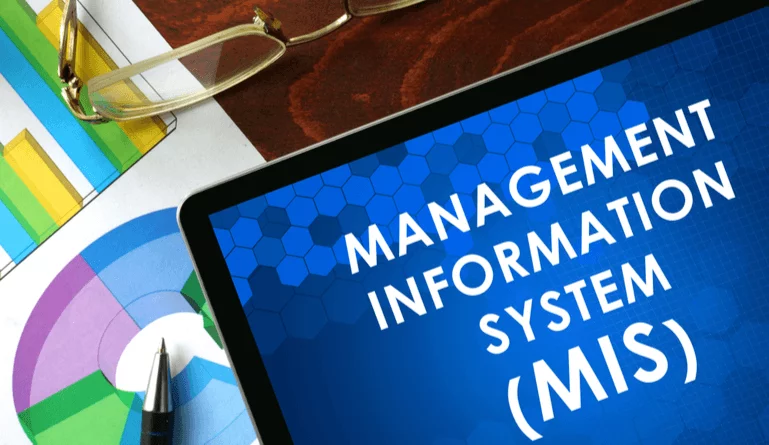 MANAGEMENT
INFORMATION
SYSTEM
(MIS)